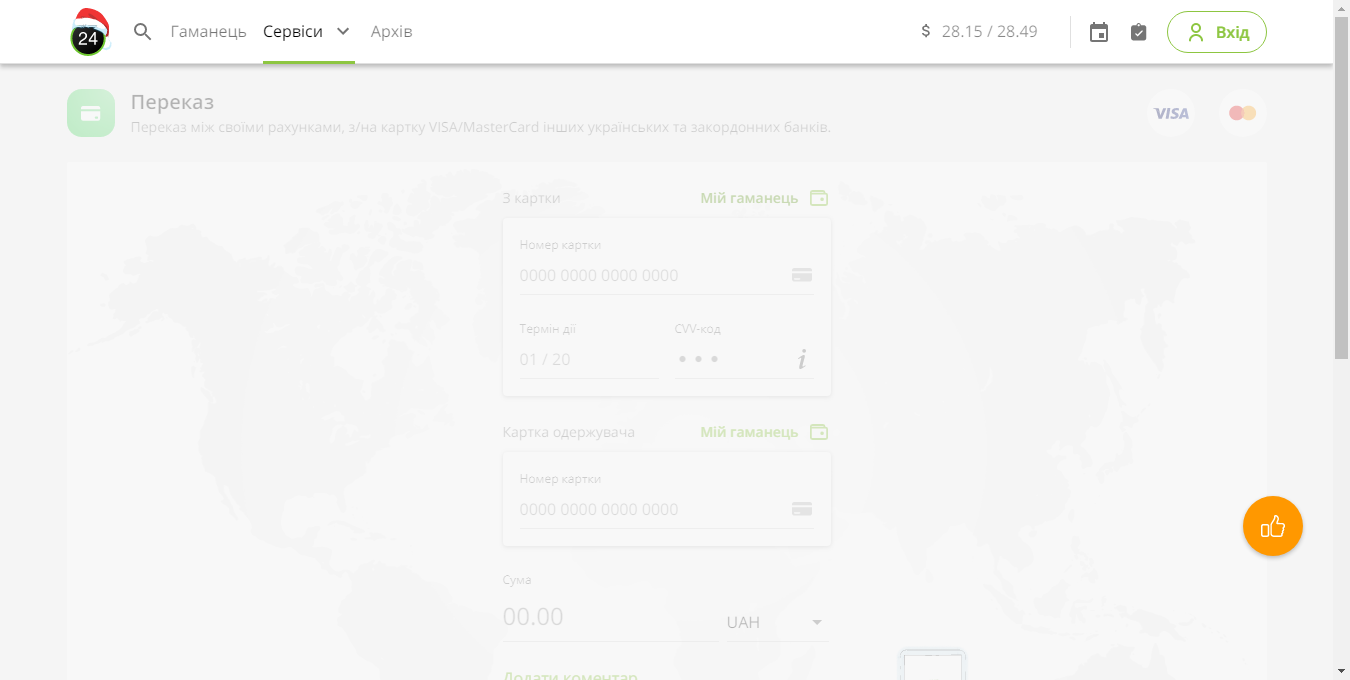 24
Гаманець Сервіси Архів
$ 28.15 / 28.49
Вхід
Переказ
Переказ між своїми рахунками, з/на картку VISA/MasterCard інших українських та закордонних банків.
VISA
З картки Мій гаманець
Номер картки
0000 0000 0000 0000
Термін дії CVV-код
01 / 20 • • • i
Картка одержувача Мій гаманець
Номер картки
0000 0000 0000 0000
Сума
00.00 UAH
Додати коментар